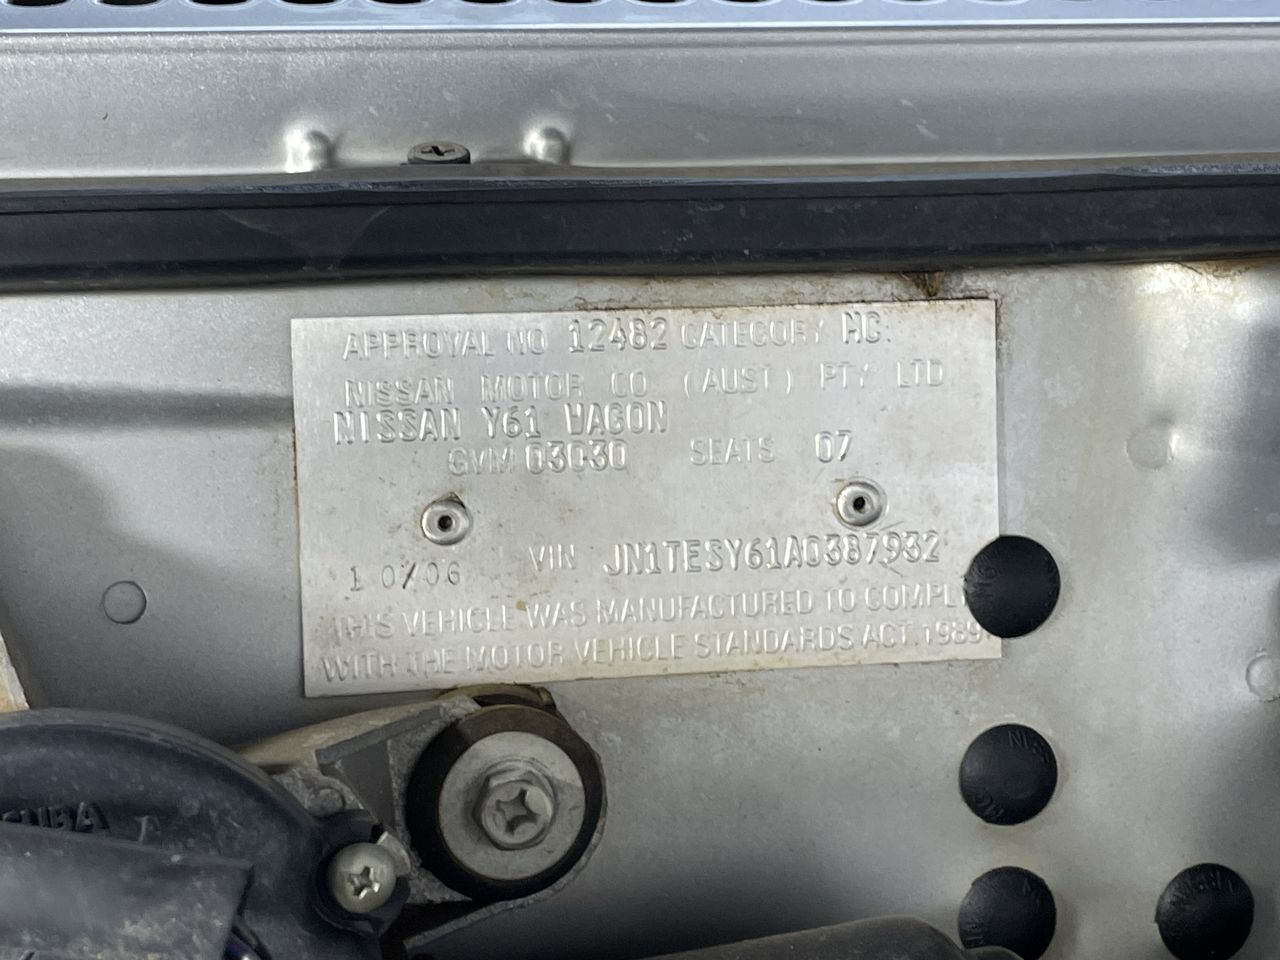 APPROVAL NO 12482 CATEGORY MC
NISSAN MOTOR CO (AUST) PTY LTD
NISSAN Y61 WAGON
GVM 03030 SEATS 07
10/06 VIN JN1TESY61A0387932
THIS VEHICLE WAS MANUFACTURED TO COMPLY
WITH THE MOTOR VEHICLE STANDARDS ACT.1989